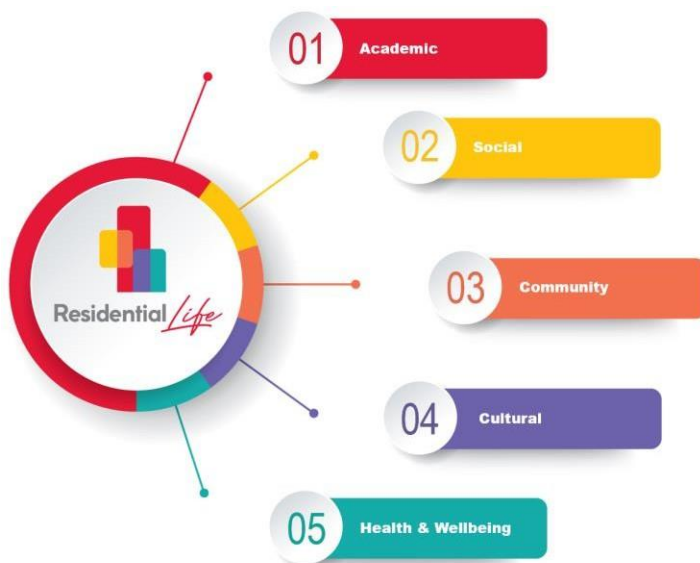 01 Academic
02 Social
Residential Life
03 Community
04 Cultural
05 Health & Wellbeing